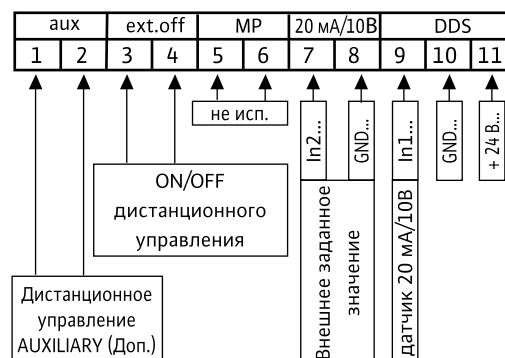 aux ext.off MP 20 мА/10В DDS
1 2 3 4 5 6 7 8 9 10 11
не исп.
In2...
GND...
In1...
GND...
+ 24 В...
ON/OFF
дистанционного
управления
Внешнее заданное
значение
датчик 20 мА/10В
Дистанционное
управление
AUXILIARY (Доп.)